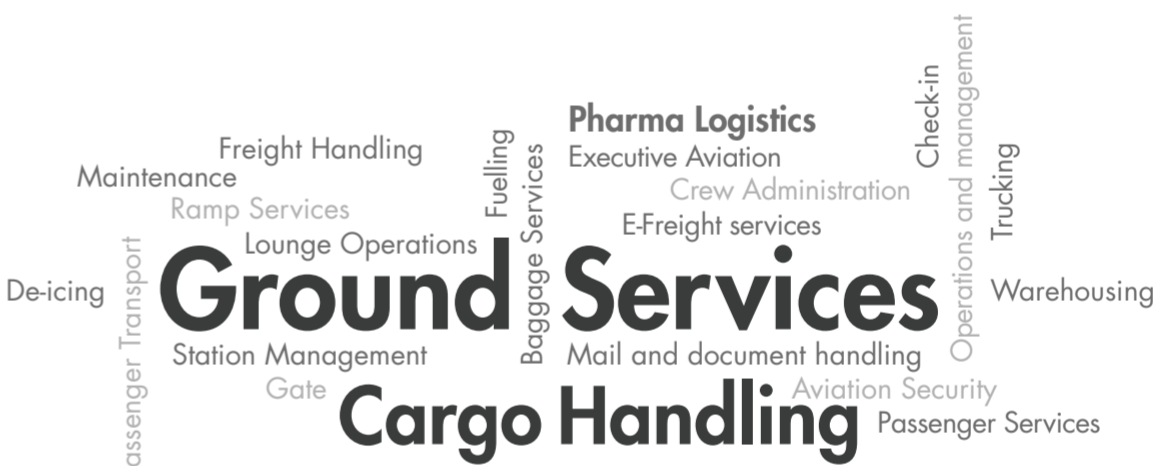 Operations and management
Check-in
Pharma Logistics
Freight Handling
Fuelling
Executive Aviation
Baggage Services
Trucking
Maintenance
Crew Administration
Ramp Services
E-Freight services
Lounge Operations
assenger Transport
De-icing
Ground Services
Warehousing
Station Management
Mail and document handling
Gate
Aviation Security
Cargo Handling
Passenger Services